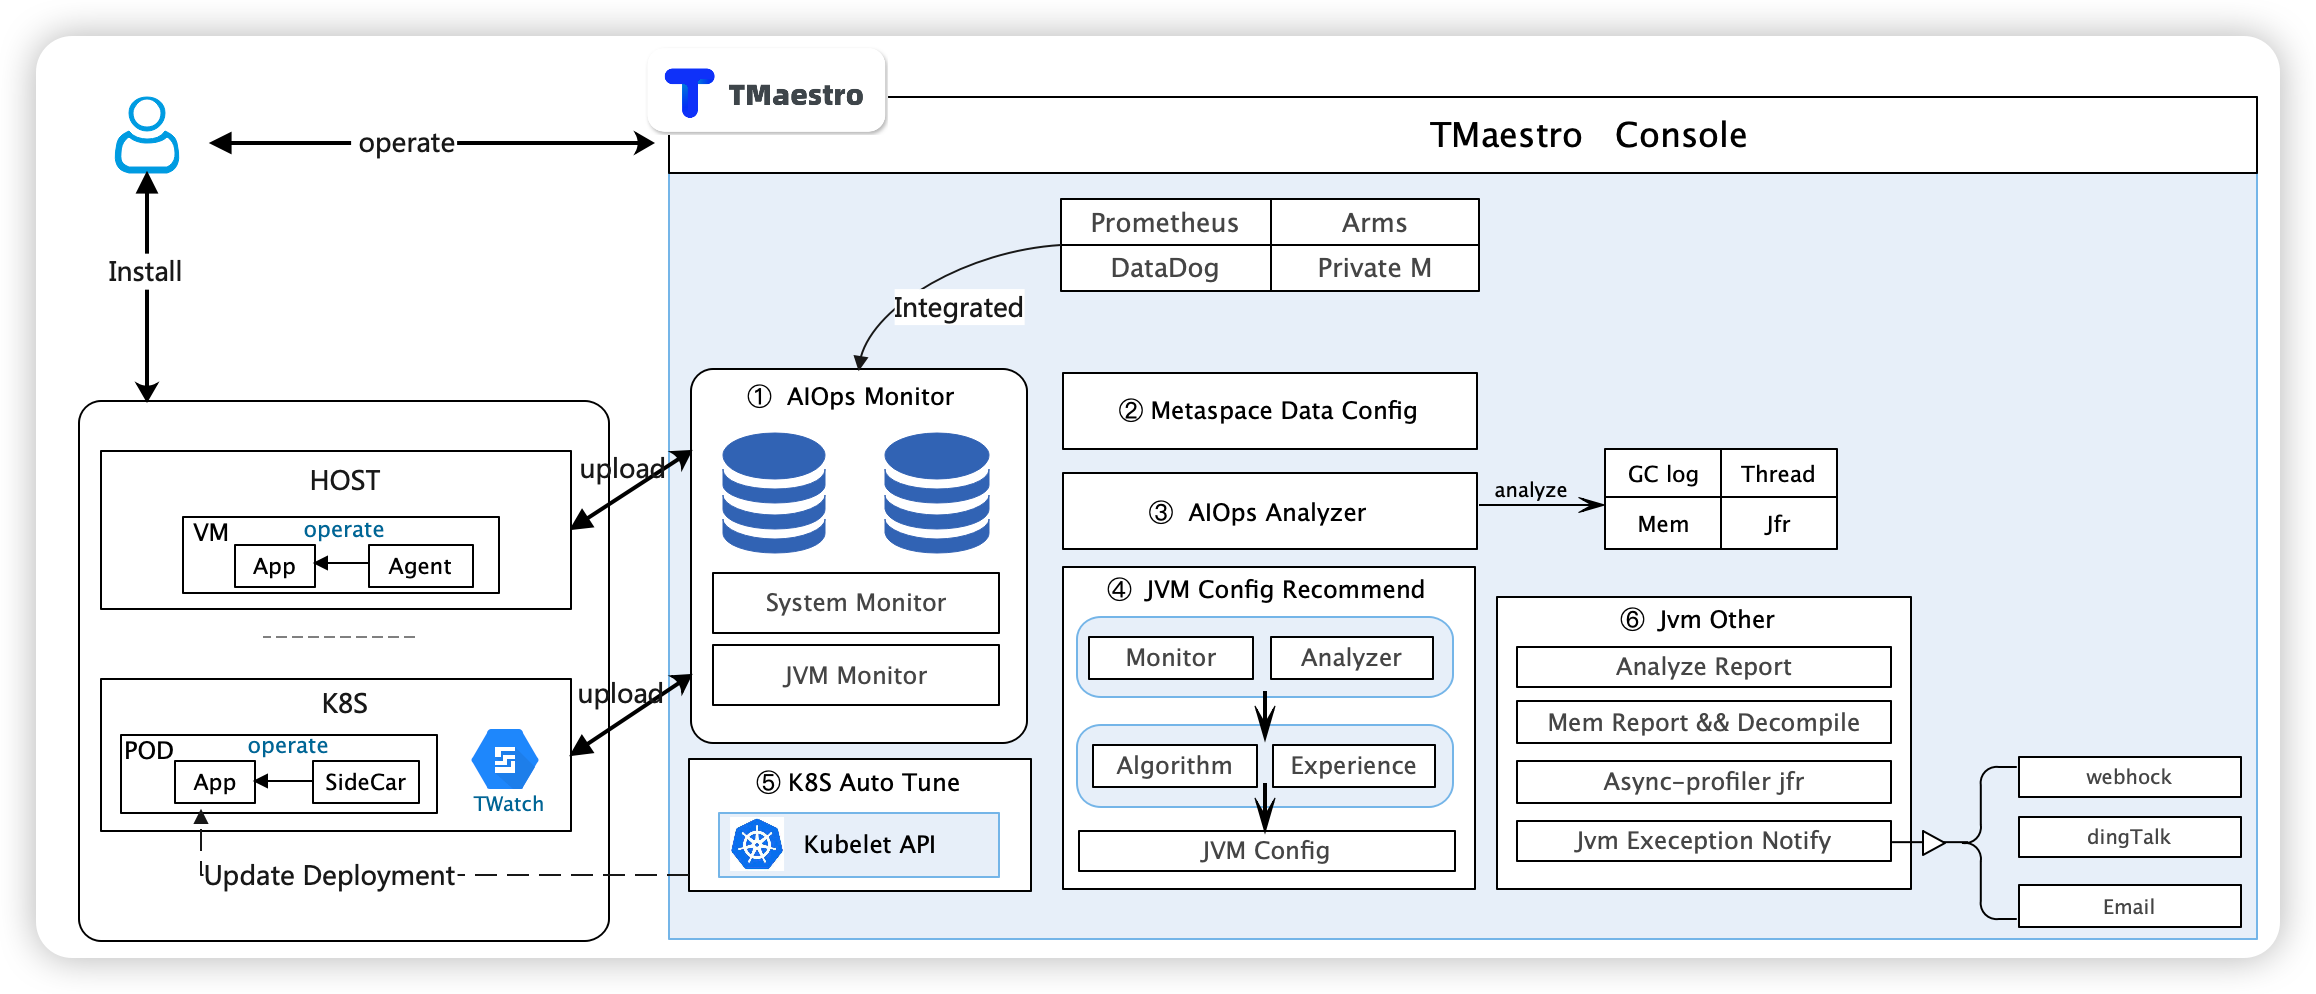 TMaestro
TMaestro Console
operate
Install
Prometheus
Arms
DataDog
Private M
Integrated
HOST
VM
operate
App
Agent
upload
K8S
POD
operate
App
SideCar
TWatch
upload
Update Deployment
① AIOps Monitor
System Monitor
JVM Monitor
⑤ K8S Auto Tune
Kubelet API
② Metaspace Data Config
③ AIOps Analyzer
analyze
GC log
Thread
Mem
Jfr
④ JVM Config Recommend
Monitor
Analyzer
Algorithm
Experience
JVM Config
⑥ Jvm Other
Analyze Report
Mem Report && Decompile
Async-profiler jfr
Jvm Exeception Notify
webhock
dingTalk
Email